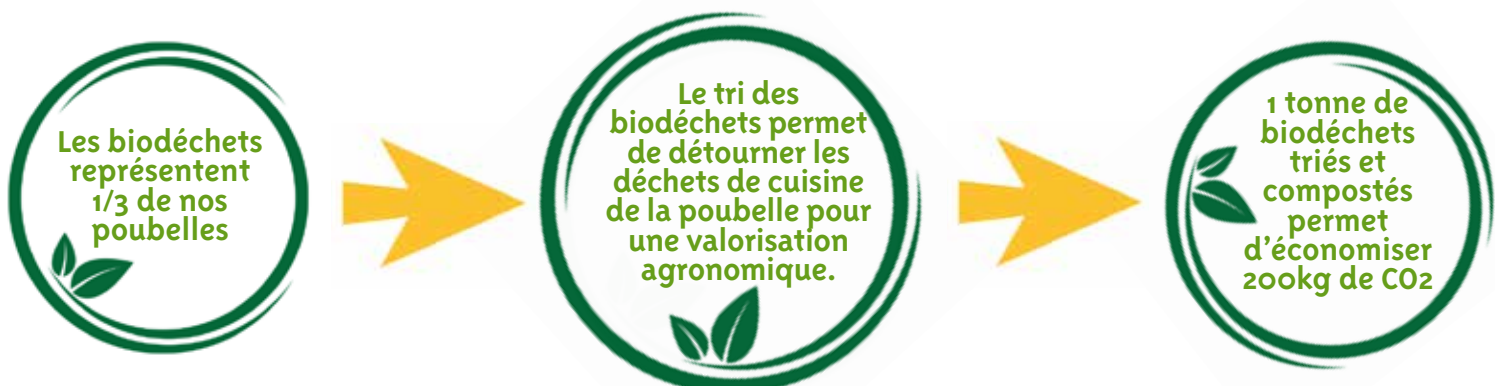 Les biodéchets
représentent
1/3 de nos
poubelles
Le tri des
biodéchets permet
de détourner les
déchets de cuisine
de la poubelle pour
une valorisation
agronomique.
1 tonne de
biodéchets
triés et
compostés
permet
d’économiser
200kg de CO2